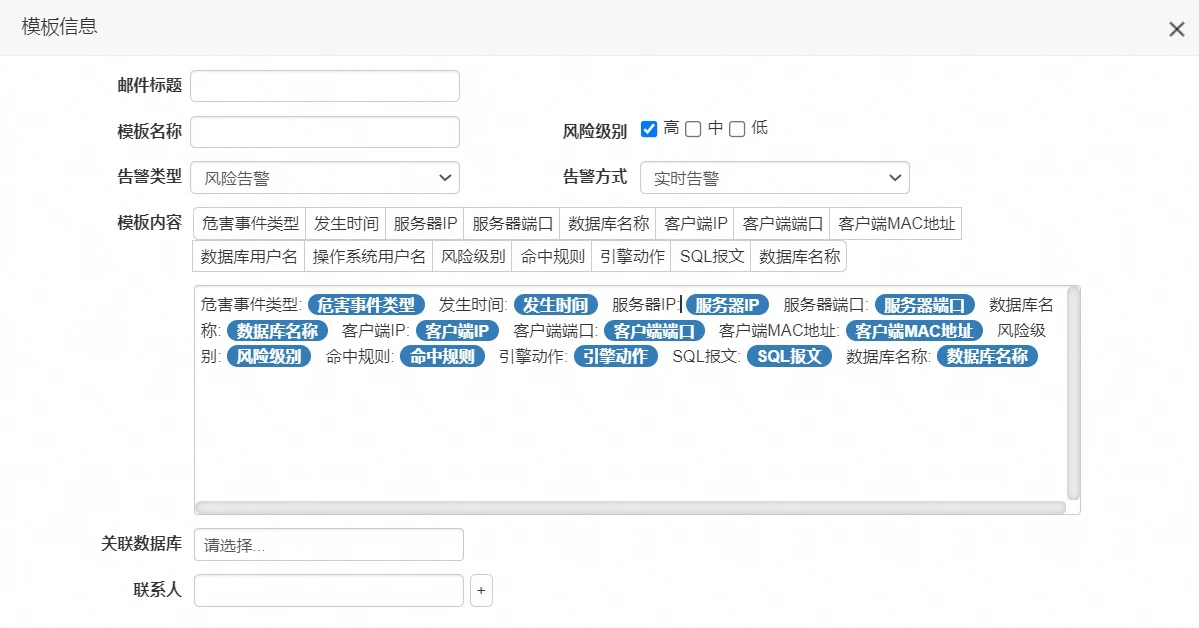 模板信息
邮件标题
模板名称 风险级别 高 中 低
告警类型 风险告警 告警方式 实时告警
模板内容 危害事件类型 发生时间 服务器IP 服务器端口 数据库名称 客户端IP 客户端端口 客户端MAC地址
数据库用户名 操作系统用户名 风险级别 命中规则 引擎动作 SQL报文 数据库名称
危害事件类型: 危害事件类型 发生时间: 发生时间 服务器IP: 服务器IP 服务器端口: 服务器端口 数据库名
称: 数据库名称 客户端IP: 客户端IP 客户端端口: 客户端端口 客户端MAC地址: 客户端MAC地址 风险级
别: 风险级别 命中规则: 命中规则 引擎动作: 引擎动作 SQL报文: SQL报文 数据库名称: 数据库名称
关联数据库 请选择...
联系人 +